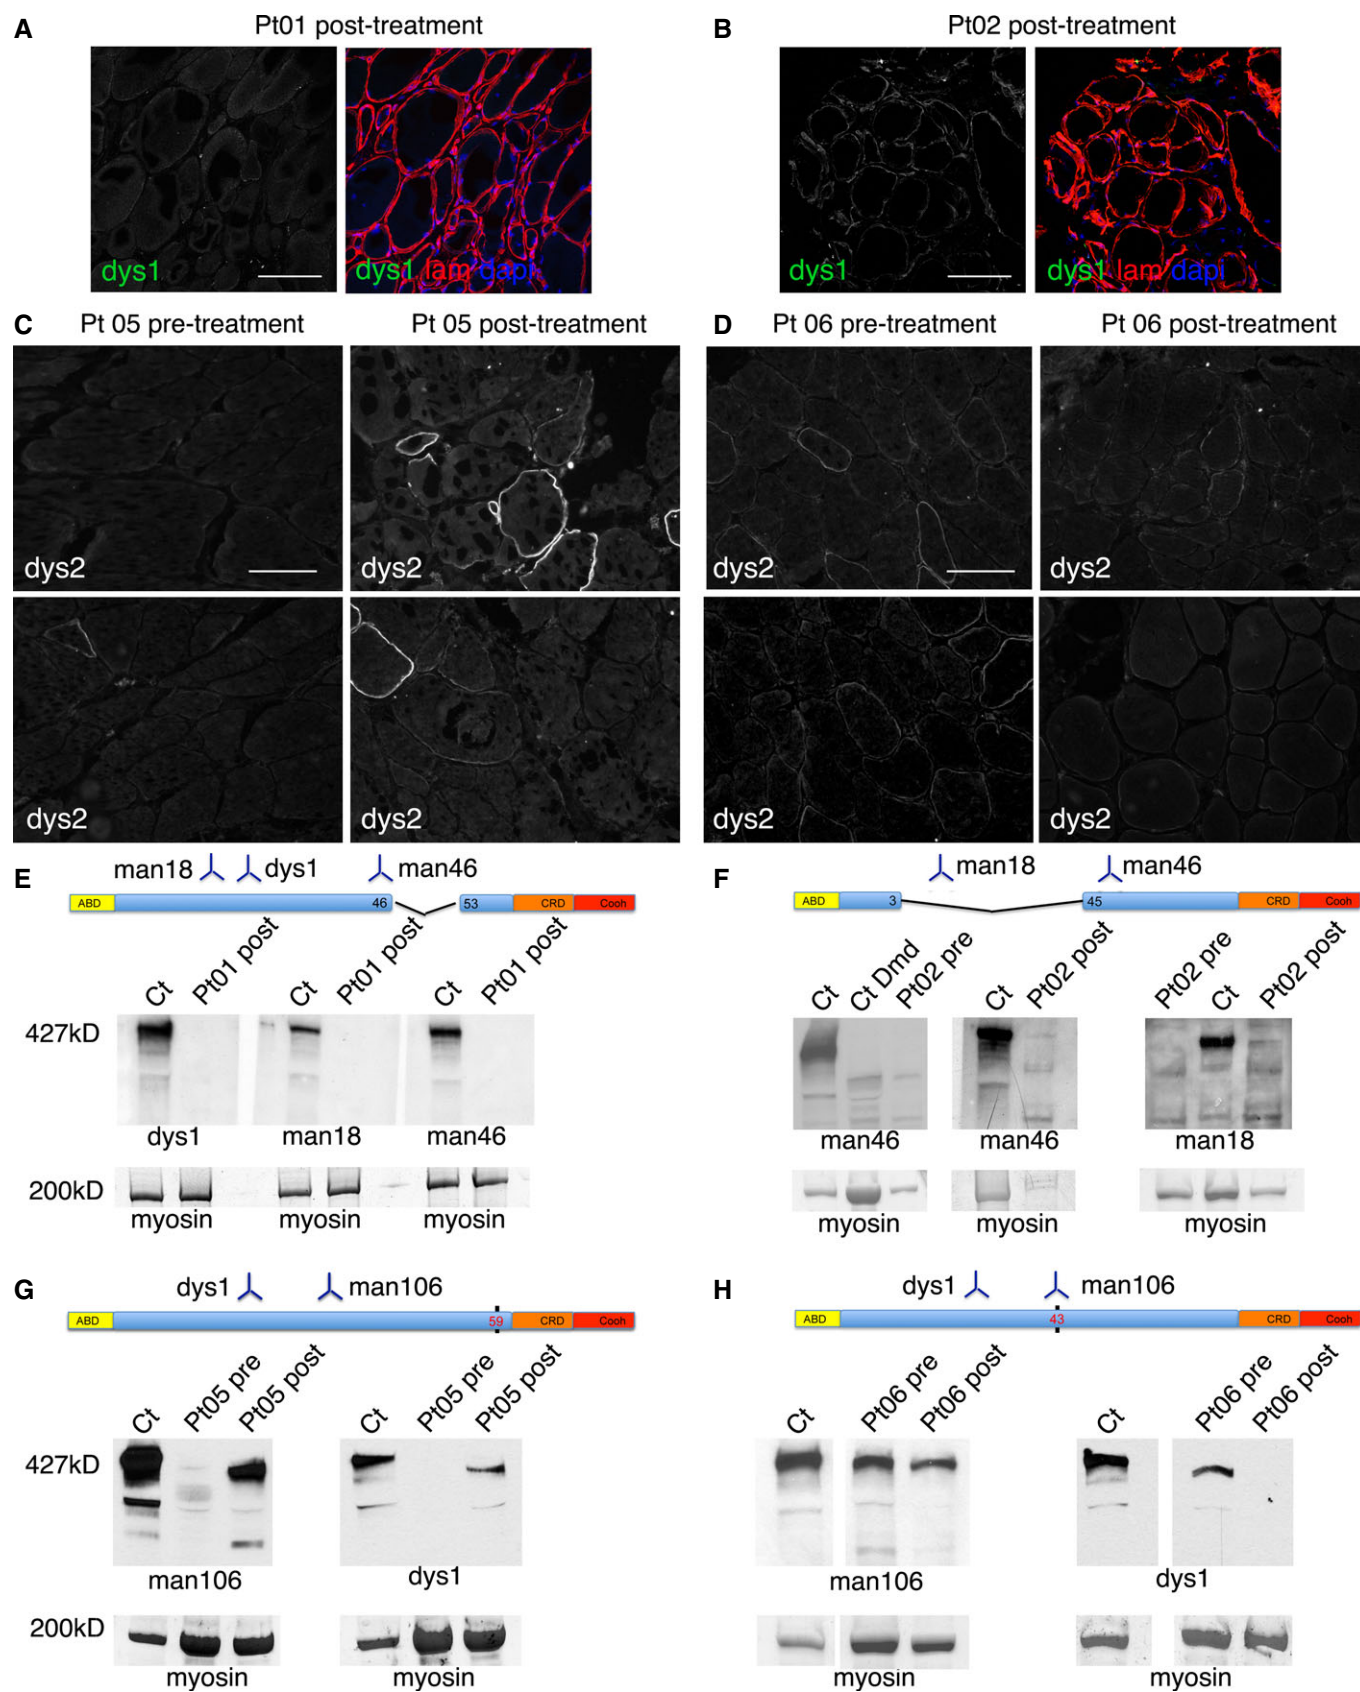 A
Pt01 post-treatment
dys1
dys1 lam dapi
B
Pt02 post-treatment
dys1
dys1 lam dapi
C
Pt 05 pre-treatment
Pt 05 post-treatment
dys2
dys2
dys2
dys2
D
Pt 06 pre-treatment
Pt 06 post-treatment
dys2
dys2
dys2
dys2
E
man18
dys1
man46
ABD
46
53
CRD
Cooh
Ct
Pt01 post
Ct
Pt01 post
Ct
Pt01 post
427kD
dys1
man18
man46
200kD
myosin
myosin
myosin
F
man18
man46
ABD
3
45
CRD
Cooh
Ct
Ct Dmd
Pt02 pre
Ct
Pt02 post
Pt02 pre
Ct
Pt02 post
man46
man46
man18
myosin
myosin
myosin
G
dys1
man106
ABD
59
CRD
Cooh
Ct
Pt05 pre
Pt05 post
Ct
Pt05 pre
Pt05 post
427kD
man106
dys1
200kD
myosin
myosin
H
dys1
man106
ABD
43
CRD
Cooh
Ct
Pt06 pre
Pt06 post
Ct
Pt06 pre
Pt06 post
man106
dys1
myosin
myosin